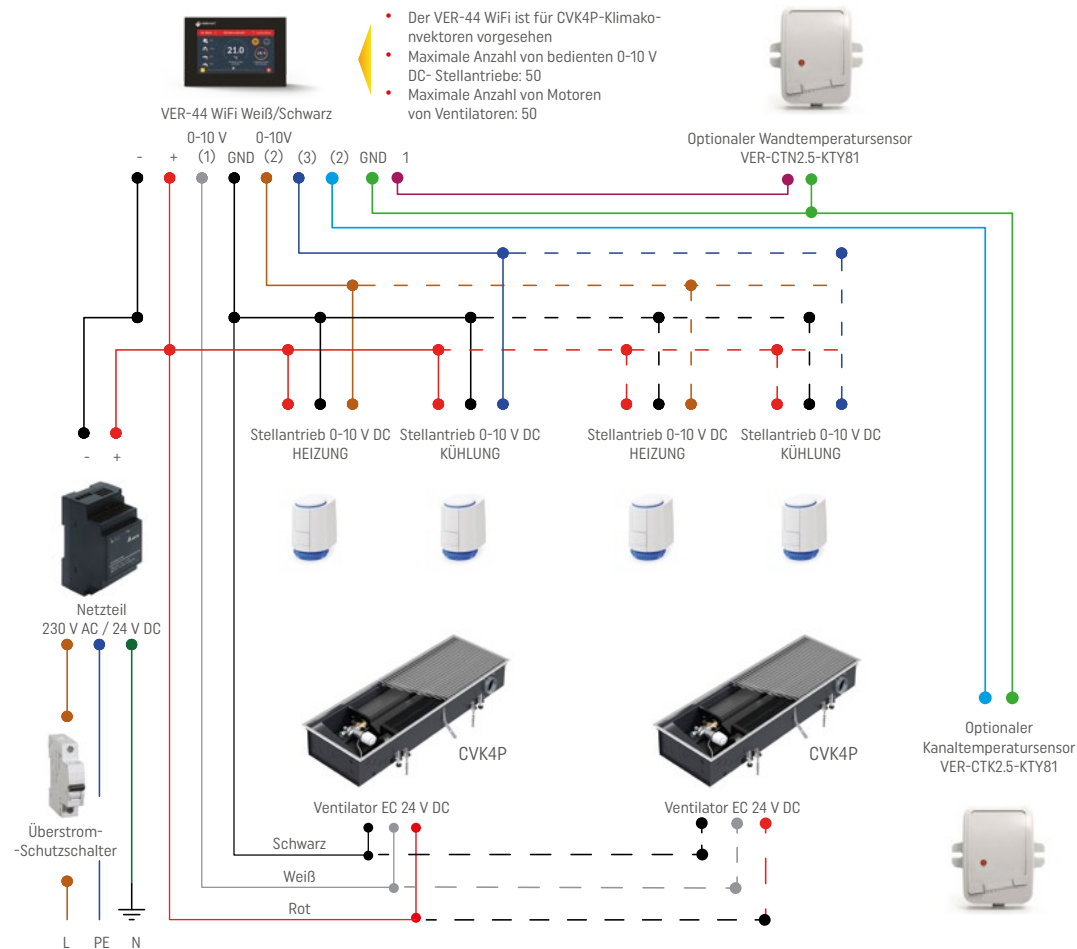 • Der VER-44 WiFi ist für CVK4P-Klimako-
nvektoren vorgesehen
• Maximale Anzahl von bedienten 0-10 V
DC- Stellantriebe: 50
• Maximale Anzahl von Motoren
von Ventilatoren: 50
21.0
VER-44 WiFi Weiß/Schwarz
Optionaler Wandtemperatursensor
VER-CTN2.5-KTY81
0-10 V 0-10V
- + (1) GND (2) (3) (2) GND 1
Stellantrieb 0-10 V DC
HEIZUNG
Stellantrieb 0-10 V DC
KÜHLUNG
Stellantrieb 0-10 V DC
HEIZUNG
Stellantrieb 0-10 V DC
KÜHLUNG
- +
Netzteil
230 V AC / 24 V DC
CVK4P
CVK4P
Optionaler
Kanaltemperatursensor
VER-CTK2.5-KTY81
Ventilator EC 24 V DC
Ventilator EC 24 V DC
Überstrom-
-Schutzschalter
Schwarz
Weiß
Rot
L PE N